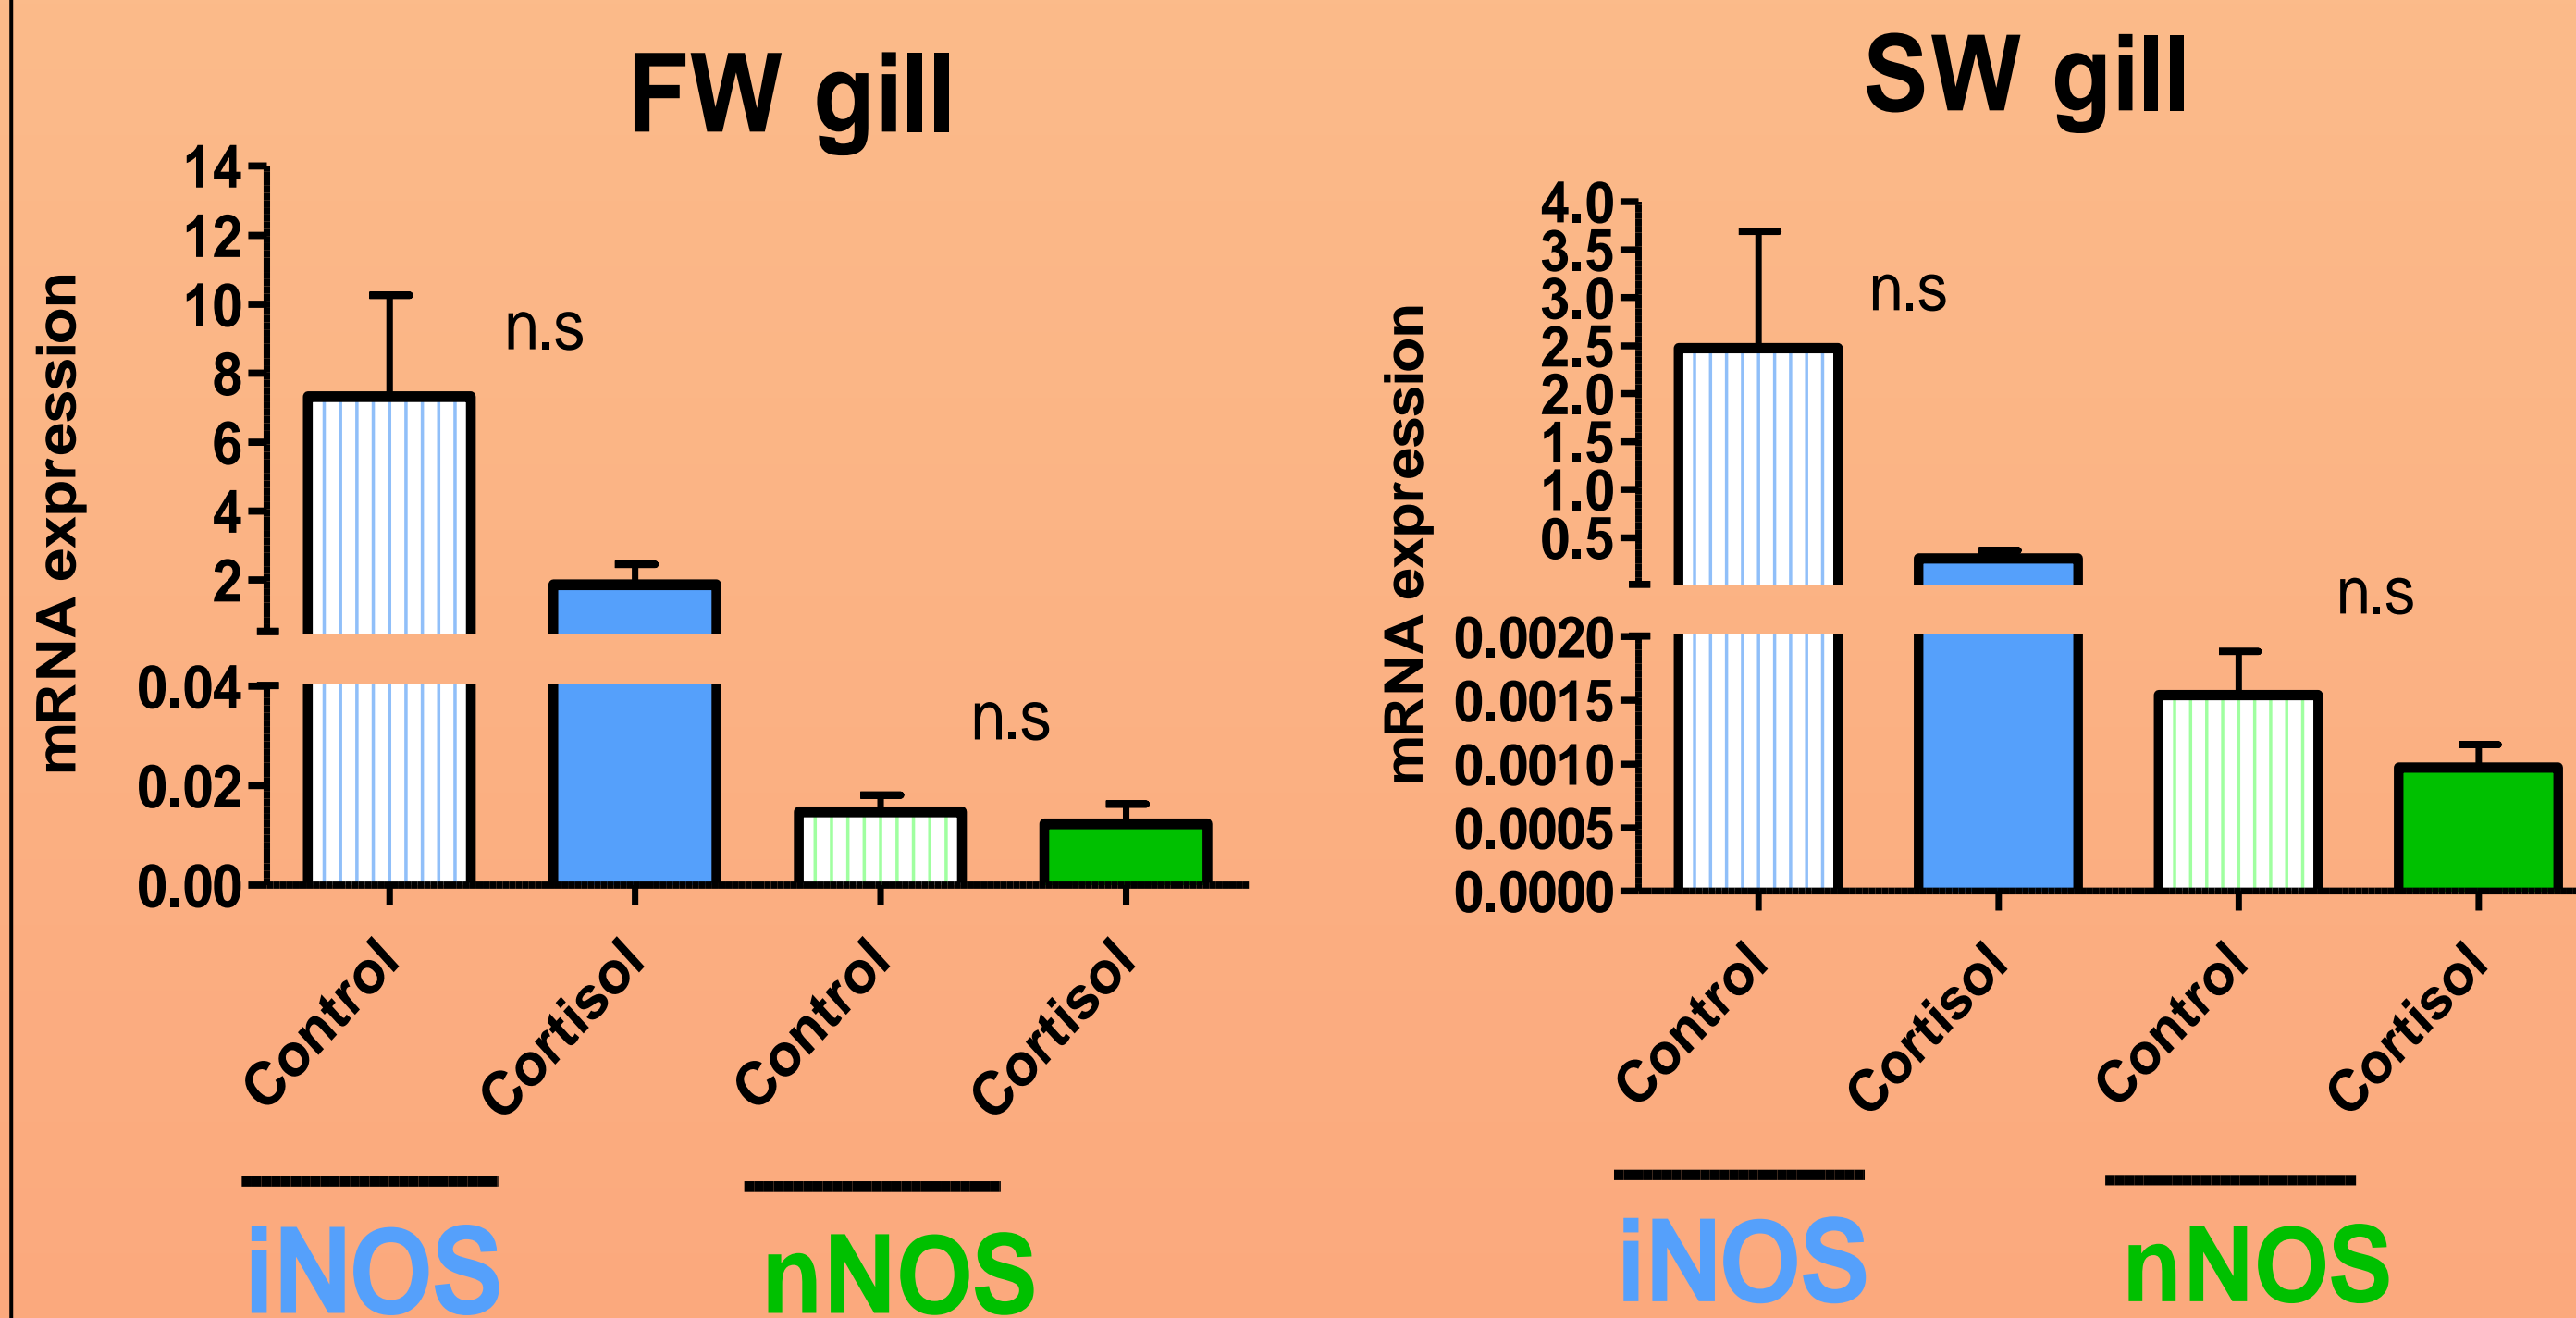 FW gill
mRNA expression
14
12
10
8
6
4
2
0.04
0.02
0.00
n.s
n.s
Control
Cortisol
Control
Cortisol
iNOS
nNOS
SW gill
mRNA expression
4.0
3.5
3.0
2.5
2.0
1.5
1.0
0.5
0.0020
0.0015
0.0010
0.0005
0.0000
n.s
n.s
Control
Cortisol
Control
Cortisol
iNOS
nNOS